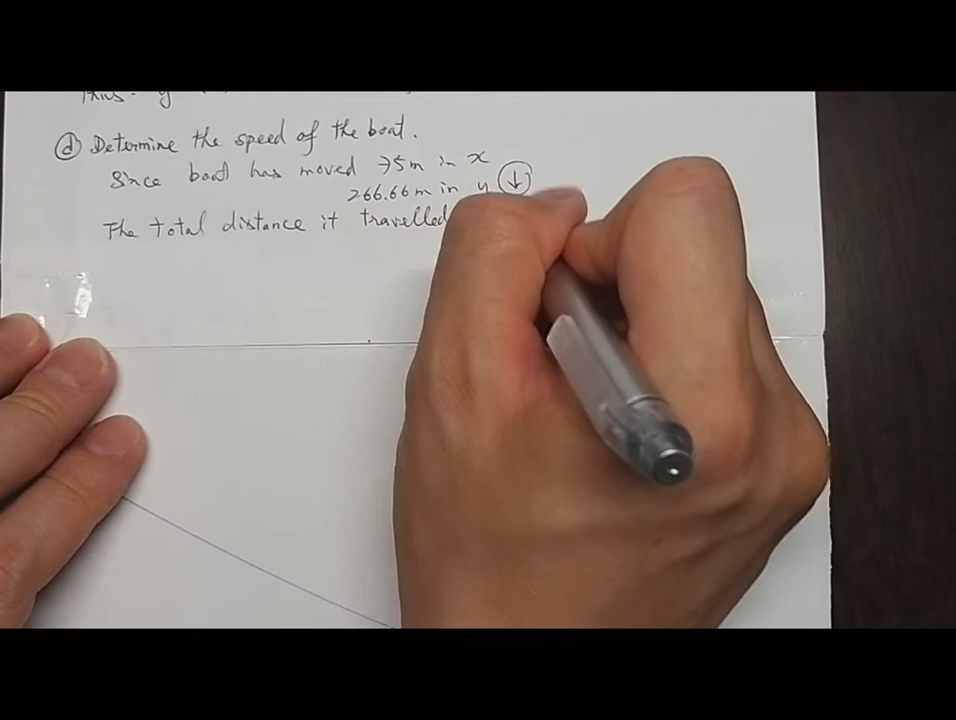 Thus.
ⓓ Determine the speed of the boat.
Since boat has moved 75m in x
266.66m in y ↓
The total distance it travelled